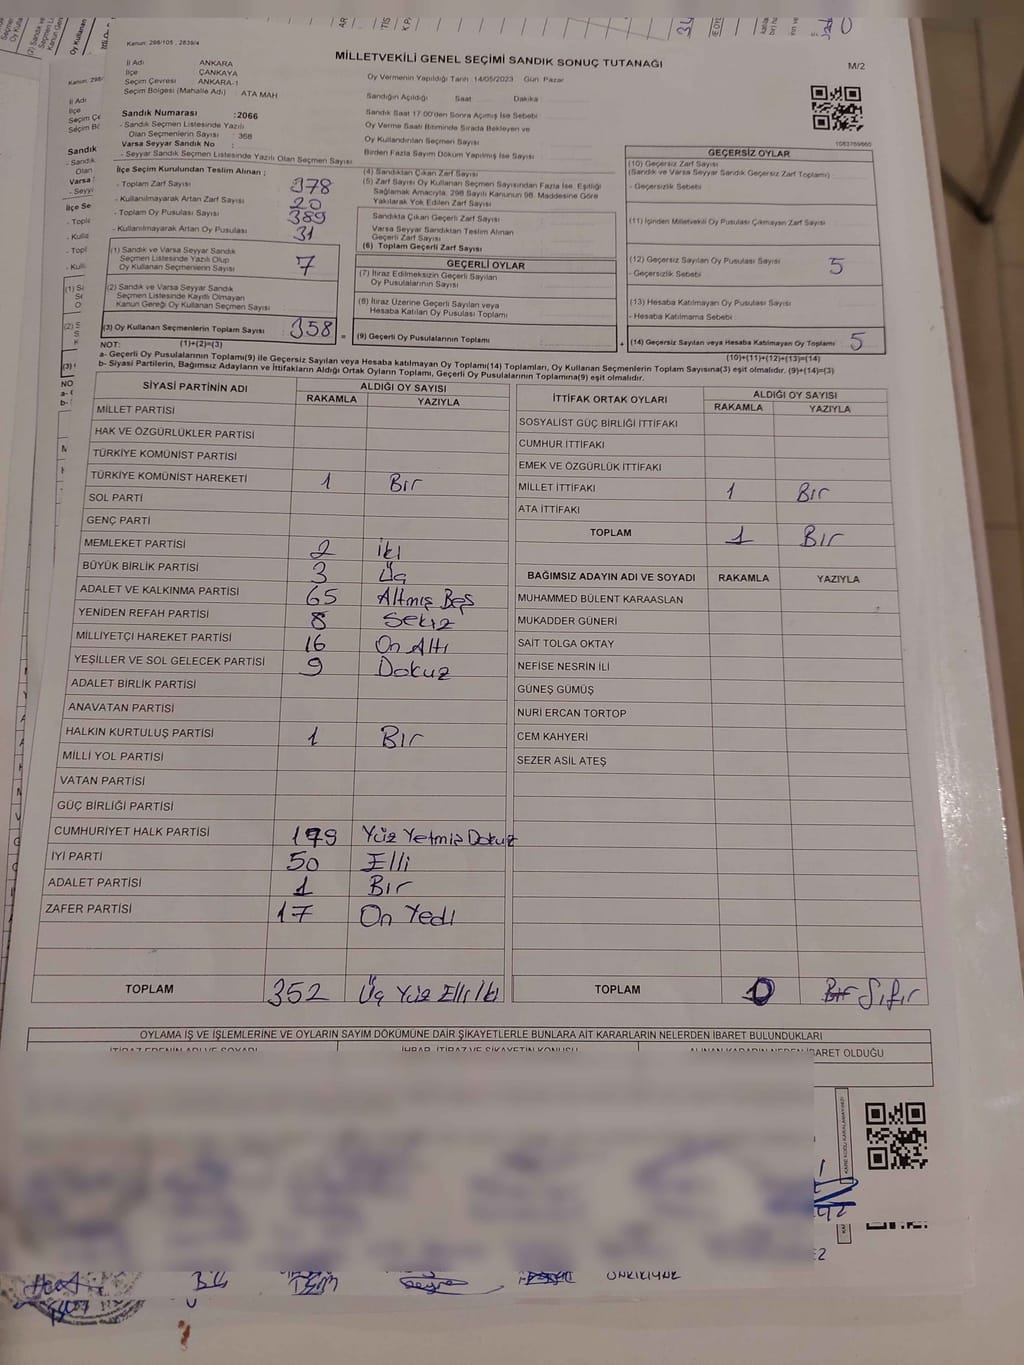 Kanun: 298/105 , 2839/4
MİLLETVEKİLİ GENEL SEÇİMİ SANDIK SONUÇ TUTANAĞI
M/2
İl Adı ANKARA
İlçe ÇANKAYA
Seçim Çevresi ANKARA-1
Seçim Bölgesi (Mahalle Adı) : ATA MAH
Oy Vermenin Yapıldığı Tarih :14/05/2023 Gün: Pazar
Sandığın Açıldığı Saat Dakika
Sandık Numarası :2066
- Sandık Seçmen Listesinde Yazılı
Olan Seçmenlerin Sayısı : 368
Varsa Seyyar Sandık No :
- Seyyar Sandık Seçmen Listesinde Yazılı Olan Seçmen Sayısı
Sandık Saat 17.00'den Sonra Açılmış İse Sebebi :
Oy Verme Saati Bitiminde Sırada Bekleyen ve
Oy Kullandırılan Seçmen Sayısı
Birden Fazla Sayım Döküm Yapılmış İse Sayısı
1083769660
İlçe Seçim Kurulundan Teslim Alınan ;
- Toplam Zarf Sayısı 378
- Kullanılmayarak Artan Zarf Sayısı 20
- Toplam Oy Pusulası Sayısı 389
- Kullanılmayarak Artan Oy Pusulası 31
(1) Sandık ve Varsa Seyyar Sandık
Seçmen Listesinde Yazılı Olup
Oy Kullanan Seçmenlerin Sayısı 7
(2) Sandık ve Varsa Seyyar Sandık
Seçmen Listesinde Kayıtlı Olmayan
Kanun Gereği Oy Kullanan Seçmen Sayısı :
(3) Oy Kullanan Seçmenlerin Toplam Sayısı : 358 =
(4) Sandıktan Çıkan Zarf Sayısı
(5) Zarf Sayısı Oy Kullanan Seçmen Sayısından Fazla İse, Eşitliği
Sağlamak Amacıyla, 298 Sayılı Kanunun 98. Maddesine Göre
Yakılarak Yok Edilen Zarf Sayısı
Sandıkta Çıkan Geçerli Zarf Sayısı
Varsa Seyyar Sandıktan Teslim Alınan
Geçerli Zarf Sayısı
(6) Toplam Geçerli Zarf Sayısı
GEÇERLİ OYLAR
(7) İtiraz Edilmeksizin Geçerli Sayılan
Oy Pusulalarının Sayısı
(8) İtiraz Üzerine Geçerli Sayılan veya
Hesaba Katılan Oy Pusulası Toplamı
(9) Geçerli Oy Pusulalarının Toplamı +
GEÇERSİZ OYLAR
(10) Geçersiz Zarf Sayısı
(Sandık ve Varsa Seyyar Sandık Geçersiz Zarf Toplamı)
- Geçersizlik Sebebi
(11) İçinden Milletvekili Oy Pusulası Çıkmayan Zarf Sayısı
(12) Geçersiz Sayılan Oy Pusulası Sayısı 5
- Geçersizlik Sebebi
(13) Hesaba Katılmayan Oy Pusulası Sayısı
- Hesaba Katılmama Sebebi
(14) Geçersiz Sayılan veya Hesaba Katılmayan Oy Toplamı 5
NOT: (1)+(2)=(3) (10)+(11)+(12)+(13)=(14)
a- Geçerli Oy Pusulalarının Toplamı(9) ile Geçersiz Sayılan veya Hesaba katılmayan Oy Toplamı(14) Toplamları, Oy Kullanan Seçmenlerin Toplam Sayısına(3) eşit olmalıdır. (9)+(14)=(3)
b- Siyasi Partilerin, Bağımsız Adayların ve İttifakların Aldığı Ortak Oyların Toplamı, Geçerli Oy Pusulalarının Toplamına(9) eşit olmalıdır.
SİYASİ PARTİNİN ADI ALDIĞI OY SAYISI
RAKAMLA YAZIYLA
MİLLET PARTİSİ
HAK VE ÖZGÜRLÜKLER PARTİSİ
TÜRKİYE KOMÜNİST PARTİSİ
TÜRKİYE KOMÜNİST HAREKETİ 1 Bir
SOL PARTİ
GENÇ PARTİ
MEMLEKET PARTİSİ 2 İki
BÜYÜK BİRLİK PARTİSİ 3 Üç
ADALET VE KALKINMA PARTİSİ 65 Altmış Beş
YENİDEN REFAH PARTİSİ 8 Sekiz
MİLLİYETÇİ HAREKET PARTİSİ 16 On Altı
YEŞİLLER VE SOL GELECEK PARTİSİ 9 Dokuz
ADALET BİRLİK PARTİSİ
ANAVATAN PARTİSİ
HALKIN KURTULUŞ PARTİSİ 1 Bir
MİLLİ YOL PARTİSİ
VATAN PARTİSİ
GÜÇ BİRLİĞİ PARTİSİ
CUMHURİYET HALK PARTİSİ 179 Yüz Yetmiş Dokuz
İYİ PARTİ 50 Elli
ADALET PARTİSİ 1 Bir
ZAFER PARTİSİ 17 On Yedi
TOPLAM 352 Üç Yüz Elli İki
İTTİFAK ORTAK OYLARI ALDIĞI OY SAYISI
RAKAMLA YAZIYLA
SOSYALİST GÜÇ BİRLİĞİ İTTİFAKI
CUMHUR İTTİFAKI
EMEK VE ÖZGÜRLÜK İTTİFAKI
MİLLET İTTİFAKI 1 Bir
ATA İTTİFAKI
TOPLAM 1 Bir
BAĞIMSIZ ADAYIN ADI VE SOYADI RAKAMLA YAZIYLA
MUHAMMED BÜLENT KARAASLAN
MUKADDER GÜNERİ
SAİT TOLGA OKTAY
NEFİSE NESRİN İLİ
GÜNEŞ GÜMÜŞ
NURİ ERCAN TORTOP
CEM KAHYERİ
SEZER ASİL ATEŞ
TOPLAM 0 Bir Sıfır
OYLAMA İŞ VE İŞLEMLERİNE VE OYLARIN SAYIM DÖKÜMÜNE DAİR ŞİKAYETLERLE BUNLARA AİT KARARLARIN NELERDEN İBARET BULUNDUKLARI
İTİRAZ EDENİN ADI VE SOYADI İHBAR, İTİRAZ VE ŞİKAYETİN KONUSU ALINAN KARARIN NEDEN İBARET OLDUĞU